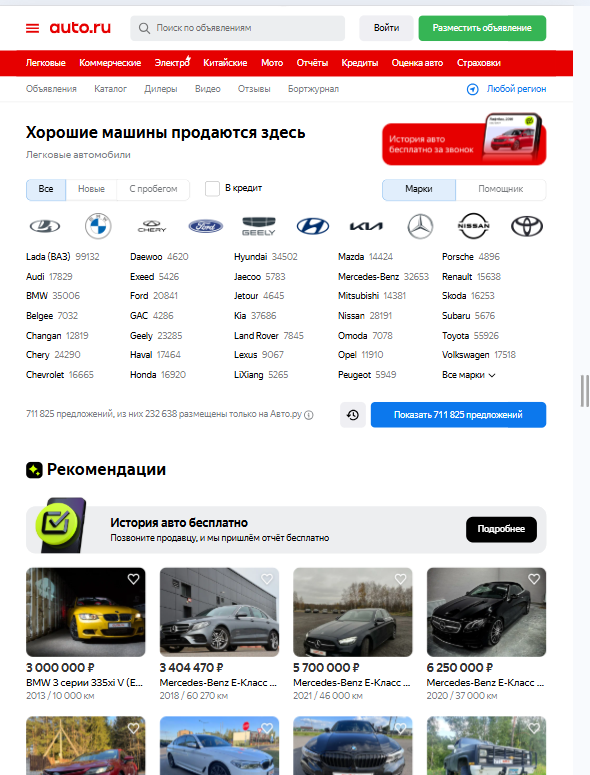 auto.ru
Поиск по объявлениям
Войти
Разместить объявление
Легковые Коммерческие Электро Китайские Мото Отчёты Кредиты Оценка авто Страховки
Объявления Каталог Дилеры Видео Отзывы Бортжурнал
Любой регион
Хорошие машины продаются здесь
Легковые автомобили
История авто
бесплатно за звонок
Все Новые С пробегом
В кредит
Марки Помощник
CHERY Ford GEELY KIA NISSAN
Lada (ВАЗ) 99132 Daewoo 4620 Hyundai 34502 Mazda 14424 Porsche 4896
Audi 17829 Exeed 5426 Jaecoo 5783 Mercedes-Benz 32653 Renault 15638
BMW 35006 Ford 20841 Jetour 4645 Mitsubishi 14381 Skoda 16253
Belgee 7032 GAC 4286 Kia 37686 Nissan 28191 Subaru 5676
Changan 12819 Geely 23285 Land Rover 7845 Omoda 7078 Toyota 55926
Chery 24290 Haval 17464 Lexus 9067 Opel 11910 Volkswagen 17518
Chevrolet 16665 Honda 16920 LiXiang 5265 Peugeot 5949 Все марки
711 825 предложений, из них 232 638 размещены только на Авто.ру
Показать 711 825 предложений
Рекомендации
История авто бесплатно
Позвоните продавцу, и мы пришлём отчёт бесплатно
Подробнее
3 000 000 ₽
BMW 3 серии 335xi V (E...
2013 / 10 000 км
3 404 470 ₽
Mercedes-Benz E-Класс ...
2018 / 60 270 км
5 700 000 ₽
Mercedes-Benz E-Класс ...
2021 / 46 000 км
6 250 000 ₽
Mercedes-Benz E-Класс ...
2020 / 37 000 км